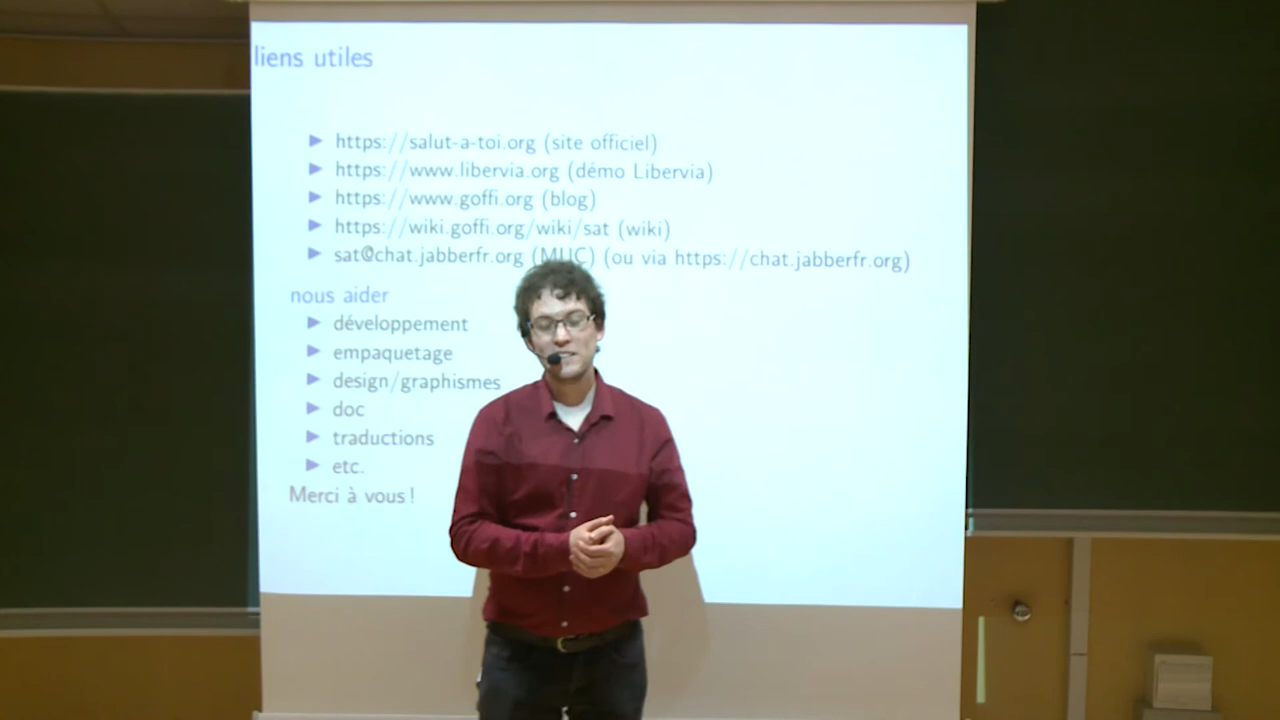 liens utiles
► https://salut-a-toi.org (site officiel)
► https://www.libervia.org (démo Libervia)
► https://www.goffi.org (blog)
► https://wiki.goffi.org/wiki/sat (wiki)
► sat@chat.jabberfr.org (MUC) (ou via https://chat.jabberfr.org)
nous aider
► développement
► empaquetage
► design/graphismes
► doc
► traductions
► etc.
Merci à vous !